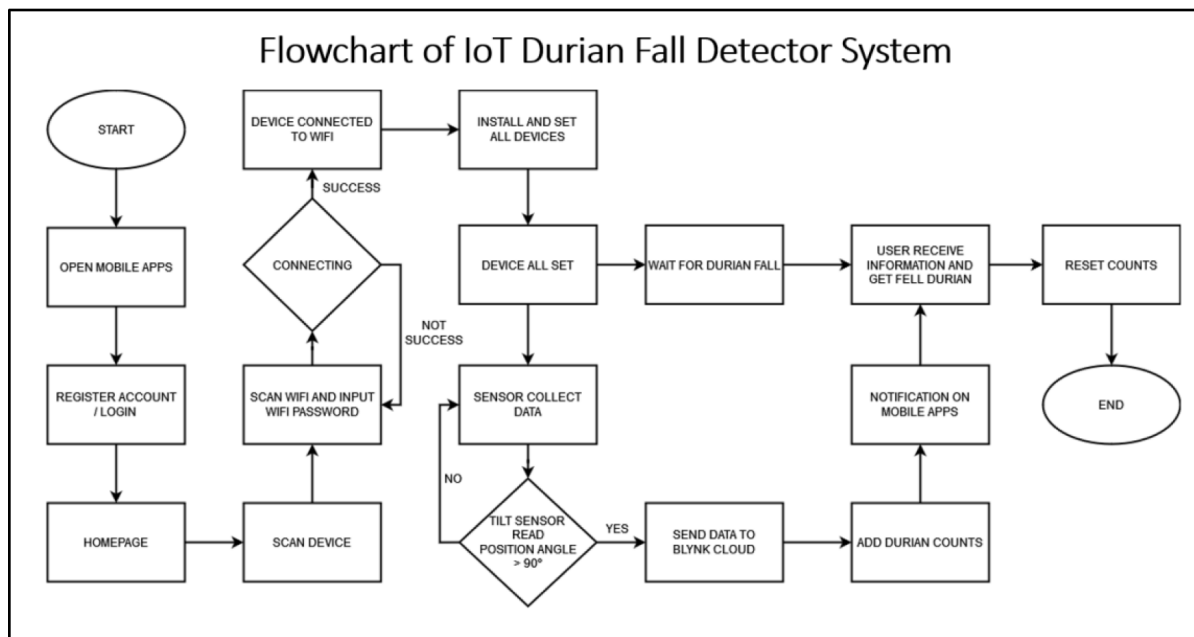 Flowchart of IoT Durian Fall Detector System
START
OPEN MOBILE APPS
REGISTER ACCOUNT
/ LOGIN
HOMEPAGE
SCAN DEVICE
SCAN WIFI AND INPUT
WIFI PASSWORD
CONNECTING
NOT
SUCCESS
SUCCESS
DEVICE CONNECTED
TO WIFI
INSTALL AND SET
ALL DEVICES
DEVICE ALL SET
WAIT FOR DURIAN FALL
SENSOR COLLECT
DATA
TILT SENSOR
READ
POSITION ANGLE
> 90°
NO
YES
SEND DATA TO
BLYNK CLOUD
ADD DURIAN COUNTS
NOTIFICATION ON
MOBILE APPS
USER RECEIVE
INFORMATION AND
GET FELL DURIAN
RESET COUNTS
END